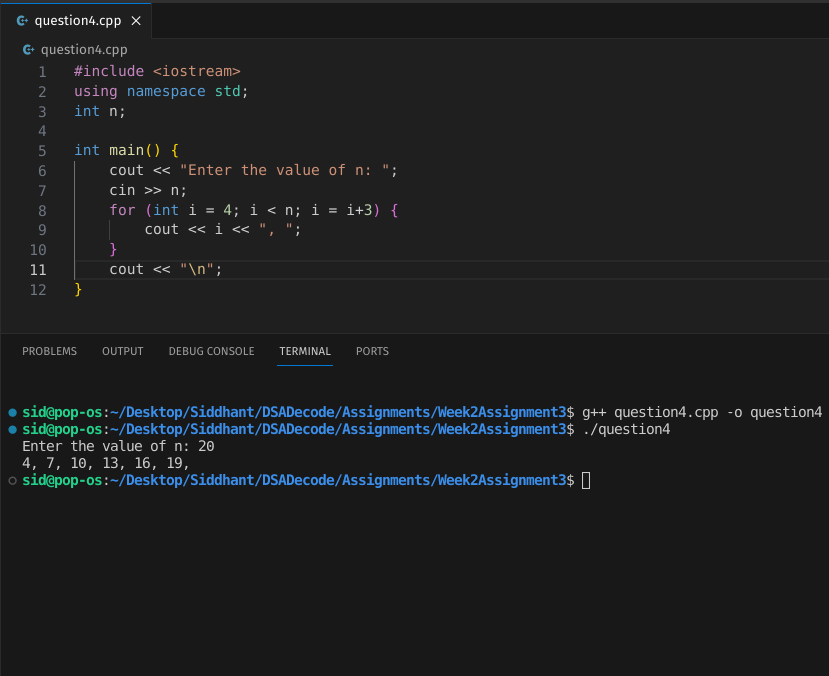 question4.cpp ×
question4.cpp
1 #include <iostream>
2 using namespace std;
3 int n;
4
5 int main() {
6     cout << "Enter the value of n: ";
7     cin >> n;
8     for (int i = 4; i < n; i = i+3) {
9         cout << i << ", ";
10     }
11     cout << "\n";
12 }
PROBLEMS OUTPUT DEBUG CONSOLE TERMINAL PORTS
sid@pop-os:~/Desktop/Siddhant/DSADecode/Assignments/Week2Assignment3$ g++ question4.cpp -o question4
sid@pop-os:~/Desktop/Siddhant/DSADecode/Assignments/Week2Assignment3$ ./question4
Enter the value of n: 20
4, 7, 10, 13, 16, 19,
sid@pop-os:~/Desktop/Siddhant/DSADecode/Assignments/Week2Assignment3$